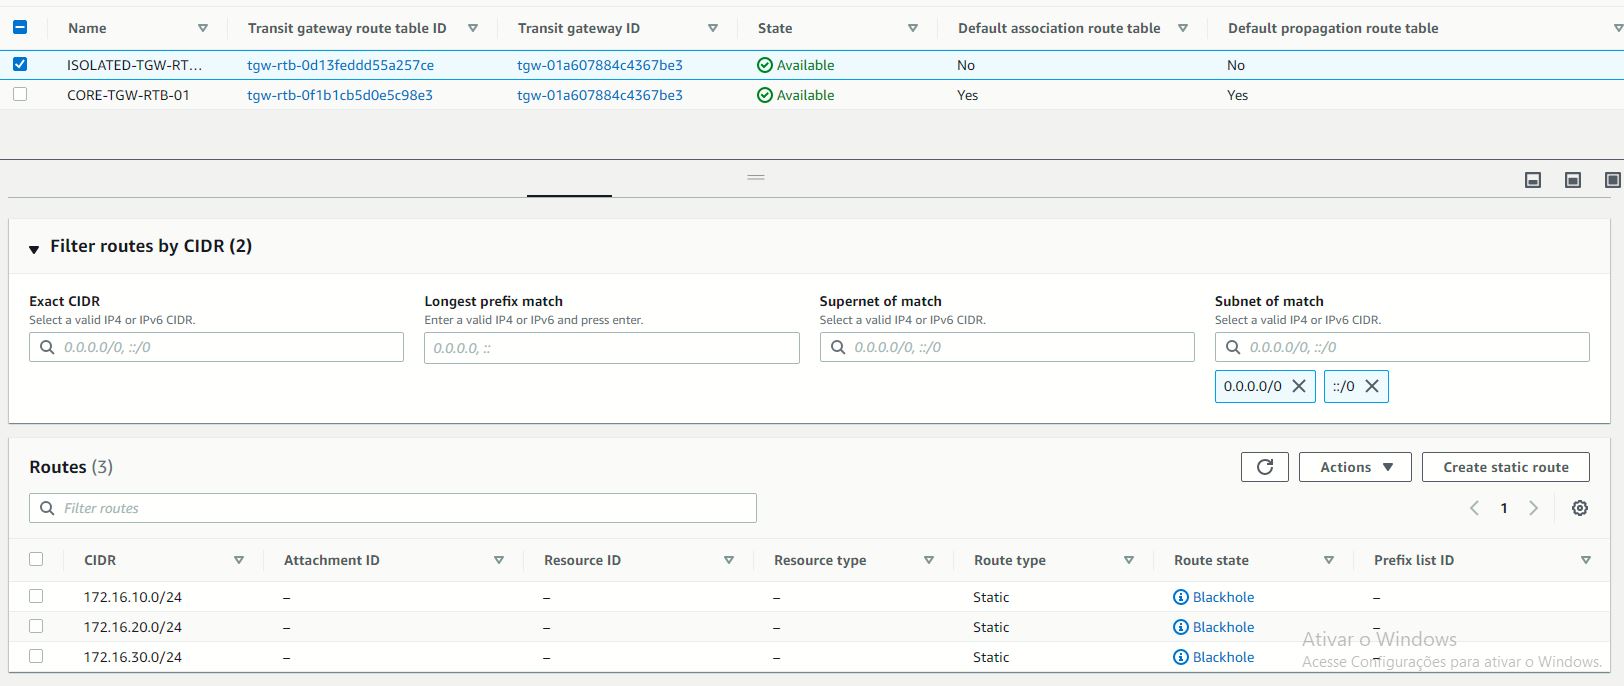 Name Transit gateway route table ID Transit gateway ID State Default association route table Default propagation route table
ISOLATED-TGW-RT... tgw-rtb-0d13feddd55a257ce tgw-01a607884c4367be3 Available No No
CORE-TGW-RTB-01 tgw-rtb-0f1b1cb5d0e5c98e3 tgw-01a607884c4367be3 Available Yes Yes
Filter routes by CIDR (2)
Exact CIDR Longest prefix match Supernet of match Subnet of match
Select a valid IP4 or IPv6 CIDR. Enter a valid IP4 or IPv6 and press enter. Select a valid IP4 or IPv6 CIDR. Select a valid IP4 or IPv6 CIDR.
0.0.0.0/0, ::/0 0.0.0.0, :: 0.0.0.0/0, ::/0 0.0.0.0/0, ::/0
0.0.0.0/0 ::/0
Routes (3) Actions Create static route
Filter routes 1
CIDR Attachment ID Resource ID Resource type Route type Route state Prefix list ID
172.16.10.0/24 – – – Static Blackhole –
172.16.20.0/24 – – – Static Blackhole –
172.16.30.0/24 – – – Static Blackhole –
Ativar o Windows
Acesse Configurações para ativar o Windows.